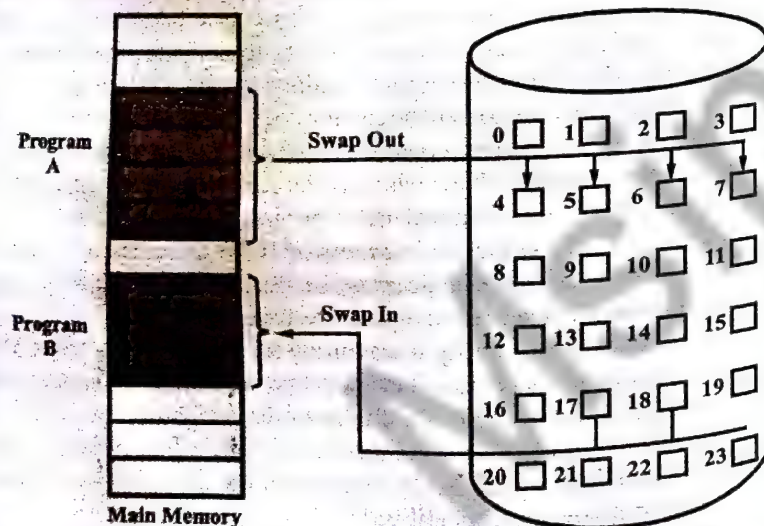 Program
A
Swap Out
0 1 2 3
4 5 6 7
8 9 10 11
Program
B
Swap In
12 13 14 15
16 17 18 19
20 21 22 23
Main Memory